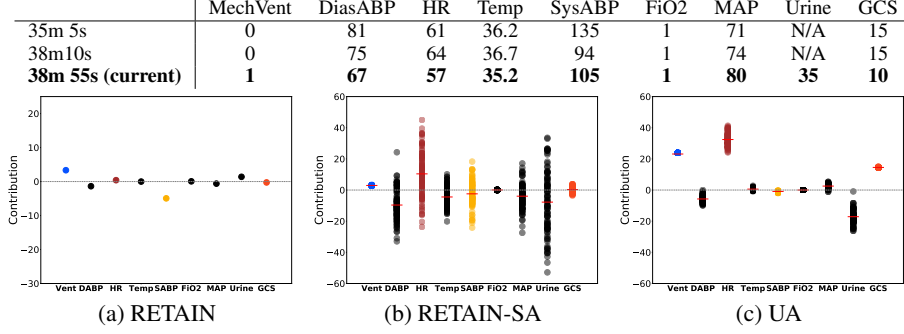 MechVent DiasABP HR Temp SysABP FiO2 MAP Urine GCS
35m 5s 0 81 61 36.2 135 1 71 N/A 15
38m10s 0 75 64 36.7 94 1 74 N/A 15
38m 55s (current) 1 67 57 35.2 105 1 80 35 10
Contribution
20
10
0
−10
−20
−30
Vent DABP HR Temp SABP FiO2 MAP Urine GCS
(a) RETAIN
Contribution
60
40
20
0
−20
−40
−60
Vent DABP HR Temp SABP FiO2 MAP Urine GCS
(b) RETAIN-SA
Contribution
60
40
20
0
−20
−40
−60
Vent DABP HR Temp SABP FiO2 MAP Urine GCS
(c) UA